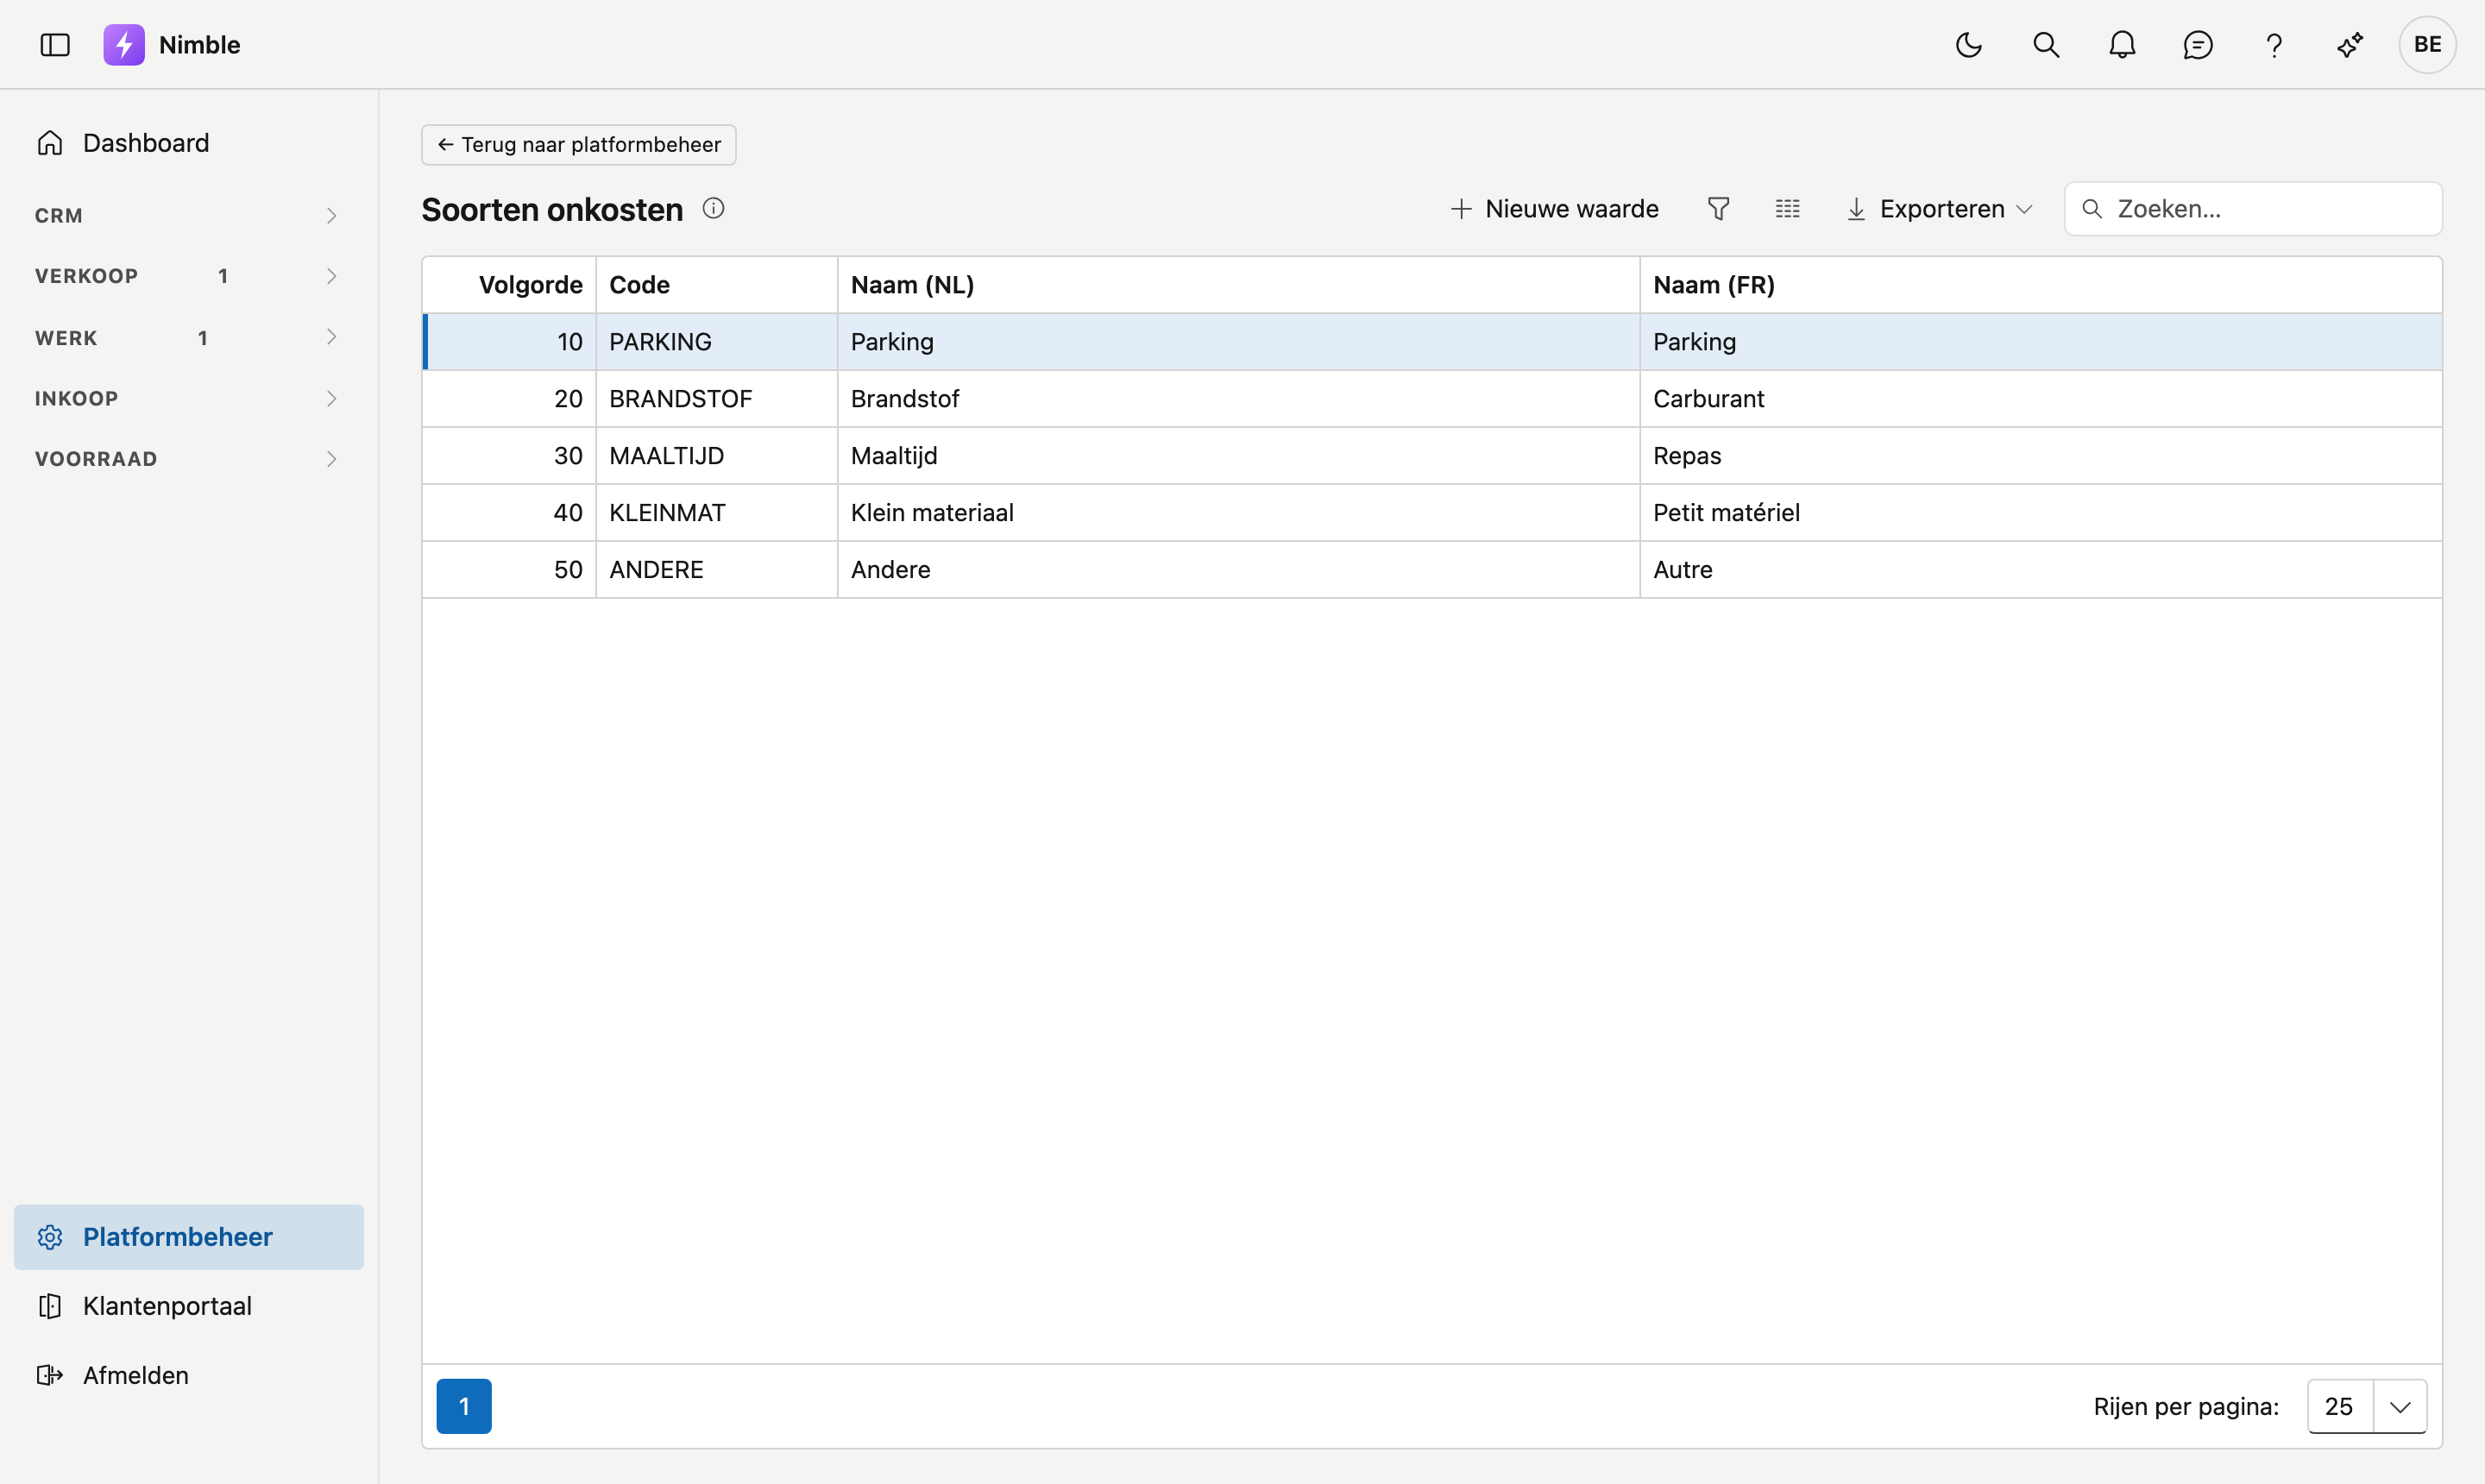 Nimble
BE
Dashboard
CRM
VERKOOP 1
WERK 1
INKOOP
VOORRAAD
Platformbeheer
Klantenportaal
Afmelden
← Terug naar platformbeheer
Soorten onkosten
Nieuwe waarde
Exporteren
Zoeken...
Volgorde Code Naam (NL) Naam (FR)
10 PARKING Parking Parking
20 BRANDSTOF Brandstof Carburant
30 MAALTIJD Maaltijd Repas
40 KLEINMAT Klein materiaal Petit matériel
50 ANDERE Andere Autre
1
Rijen per pagina: 25